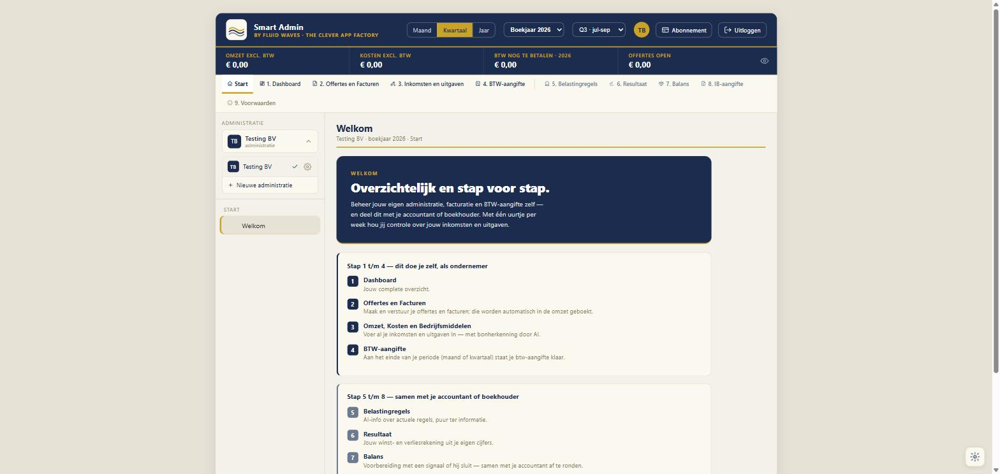 Smart Admin
BY FLUID WAVES · THE CLEVER APP FACTORY
Maand Kwartaal Jaar
Boekjaar 2026
Q3 · jul-sep
TB
Abonnement
Uitloggen
OMZET EXCL. BTW
€ 0,00
KOSTEN EXCL. BTW
€ 0,00
BTW NOG TE BETALEN · 2026
€ 0,00
OFFERTES OPEN
€ 0,00
Start
1. Dashboard
2. Offertes en Facturen
3. Inkomsten en uitgaven
4. BTW-aangifte
5. Belastingregels
6. Resultaat
7. Balans
8. IB-aangifte
9. Voorwaarden
ADMINISTRATIE
TB
Testing BV
administratie
TB
Testing BV
+ Nieuwe administratie
START
Welkom
Welkom
Testing BV · boekjaar 2026 · Start
WELKOM
Overzichtelijk en stap voor stap.
Beheer jouw eigen administratie, facturatie en BTW-aangifte zelf —
en deel dit met je accountant of boekhouder. Met één uurtje per
week hou jij controle over jouw inkomsten en uitgaven.
Stap 1 t/m 4 — dit doe je zelf, als ondernemer
1
Dashboard
Jouw complete overzicht.
2
Offertes en Facturen
Maak en verstuur je offertes en facturen; die worden automatisch in de omzet geboekt.
3
Omzet, Kosten en Bedrijfsmiddelen
Voer al je inkomsten en uitgaven in — met bonherkenning door AI.
4
BTW-aangifte
Aan het einde van je periode (maand of kwartaal) staat je btw-aangifte klaar.
Stap 5 t/m 8 — samen met je accountant of boekhouder
5
Belastingregels
AI-info over actuele regels, puur ter informatie.
6
Resultaat
Jouw winst- en verliesrekening uit je eigen cijfers.
7
Balans
Voorbereiding met een signaal of hij sluit — samen met je accountant af te ronden.